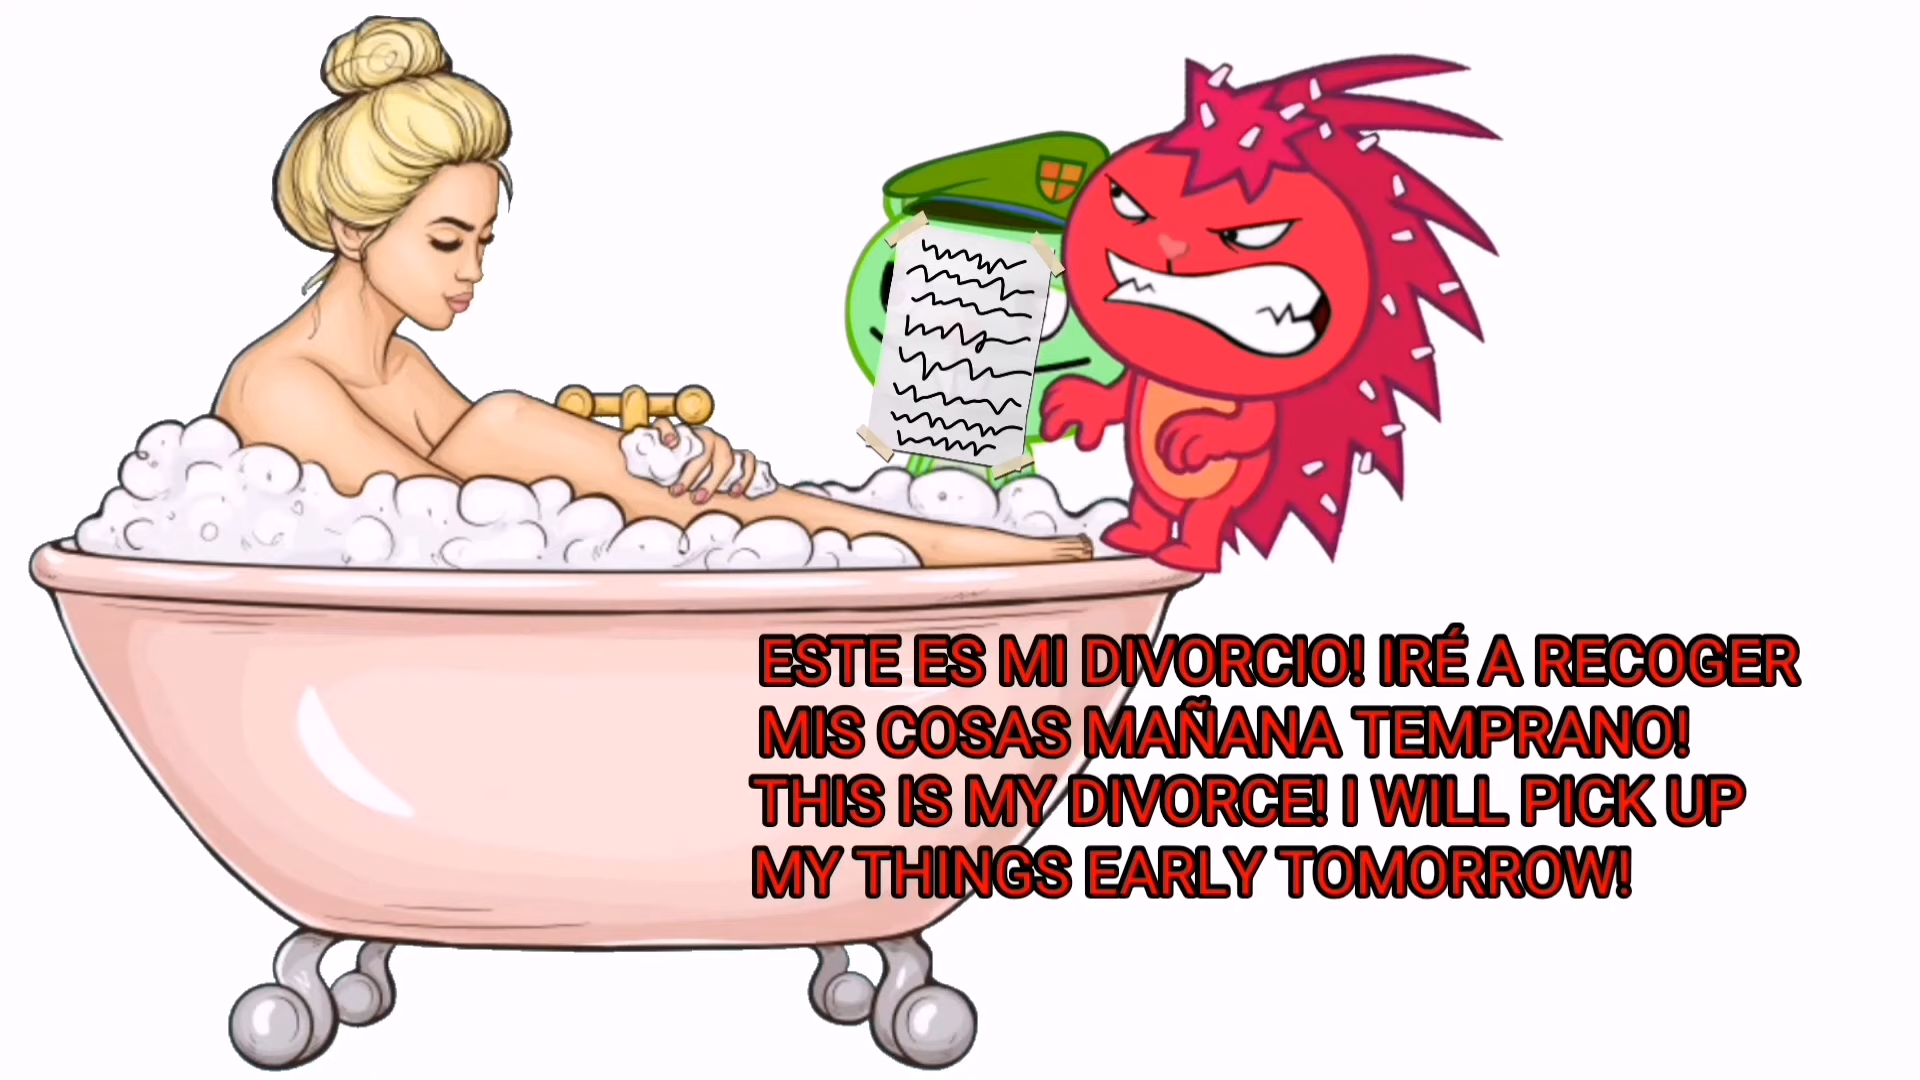 ESTE ES MI DIVORCIO! IRÉ A RECOGER
MIS COSAS MAÑANA TEMPRANO!
THIS IS MY DIVORCE! I WILL PICK UP
MY THINGS EARLY TOMORROW!